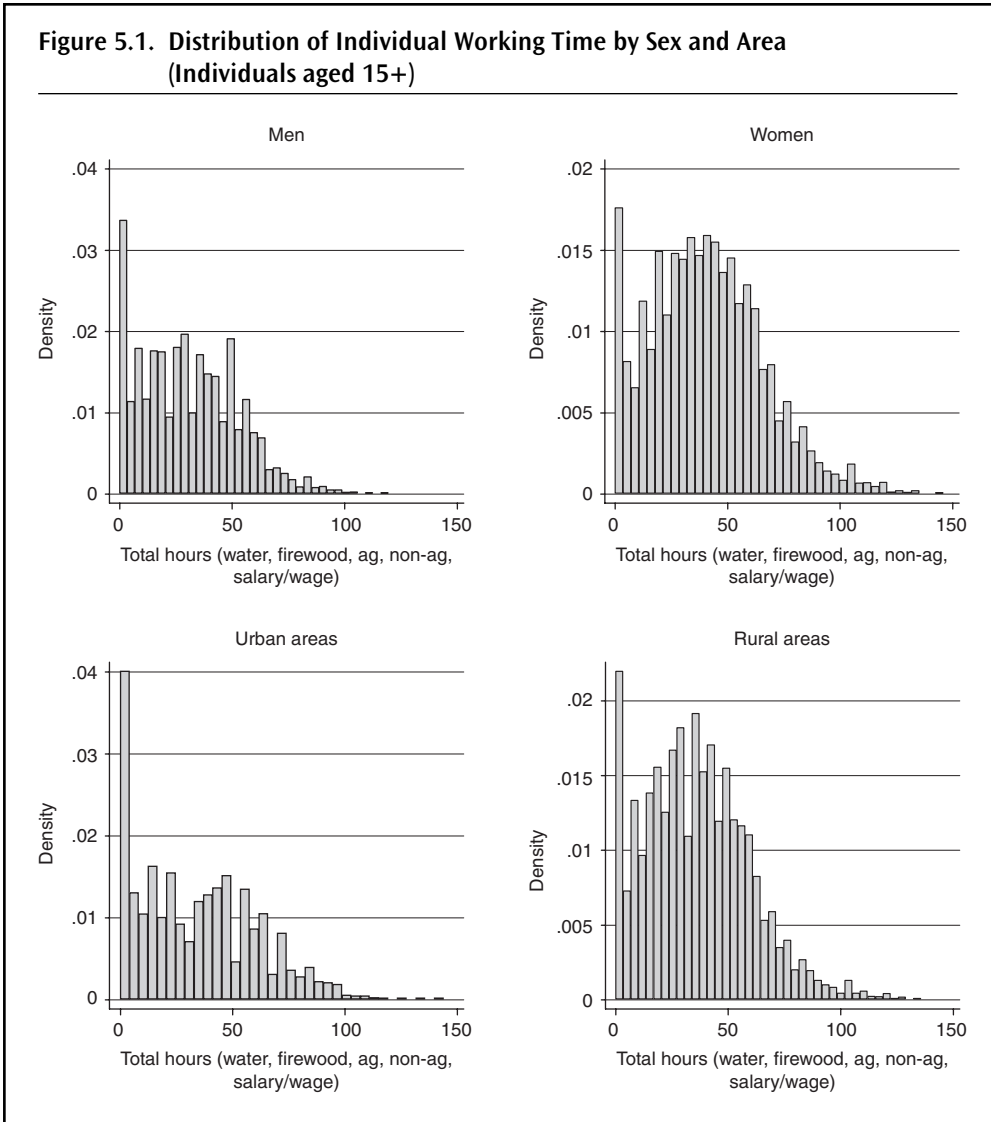 Figure 5.1. Distribution of Individual Working Time by Sex and Area
(Individuals aged 15+)
Men
.04
.03
.02
.01
0
Density
0 50 100 150
Total hours (water, firewood, ag, non-ag,
salary/wage)
Women
.02
.015
.01
.005
0
Density
0 50 100 150
Total hours (water, firewood, ag, non-ag,
salary/wage)
Urban areas
.04
.03
.02
.01
0
Density
0 50 100 150
Total hours (water, firewood, ag, non-ag,
salary/wage)
Rural areas
.02
.015
.01
.005
0
Density
0 50 100 150
Total hours (water, firewood, ag, non-ag,
salary/wage)